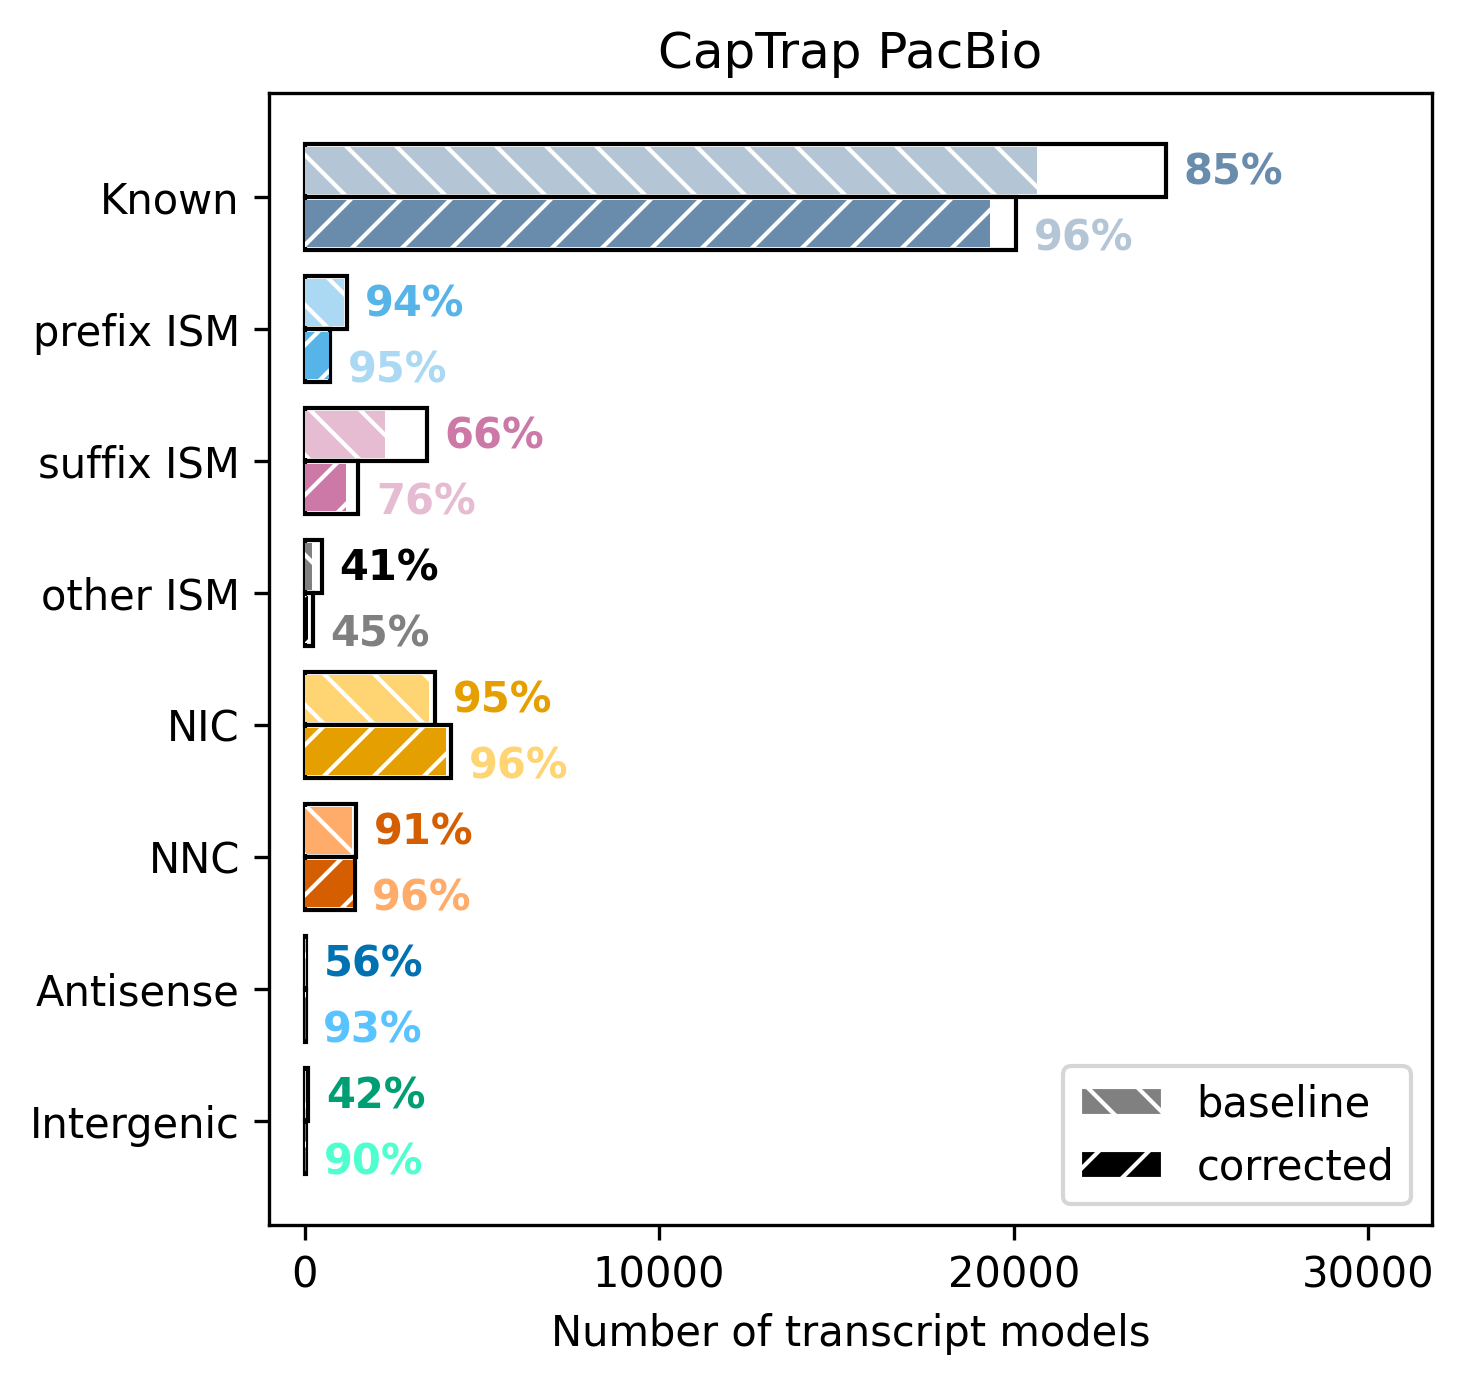 CapTrap PacBio
Known
85%
96%
prefix ISM
94%
95%
suffix ISM
66%
76%
other ISM
41%
45%
NIC
95%
96%
NNC
91%
96%
Antisense
56%
93%
Intergenic
42%
90%
baseline
corrected
0 10000 20000 30000
Number of transcript models